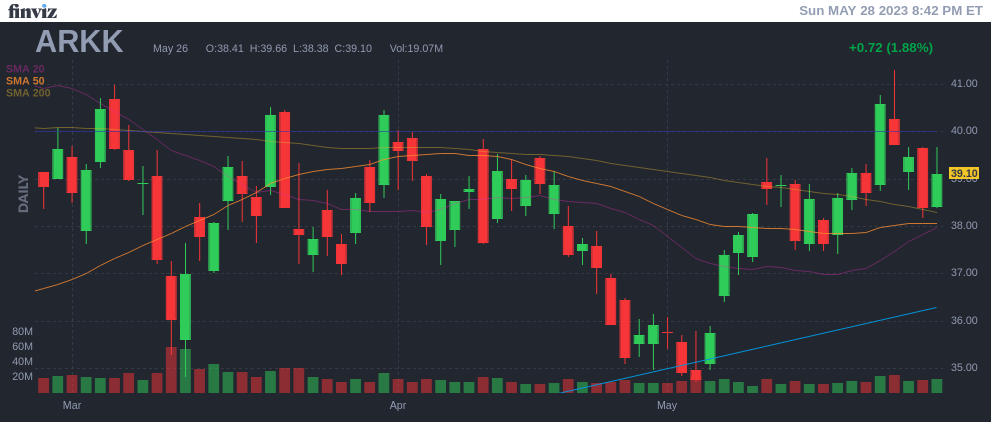 finviz
Sun MAY 28 2023 8:42 PM ET
ARKK May 26 O:38.41 H:39.66 L:38.38 C:39.10 Vol:19.07M +0.72 (1.88%)
SMA 20
SMA 50
SMA 200
DAILY
41.00
40.00
39.10
38.00
37.00
36.00
35.00
80M
60M
40M
20M
Mar Apr May